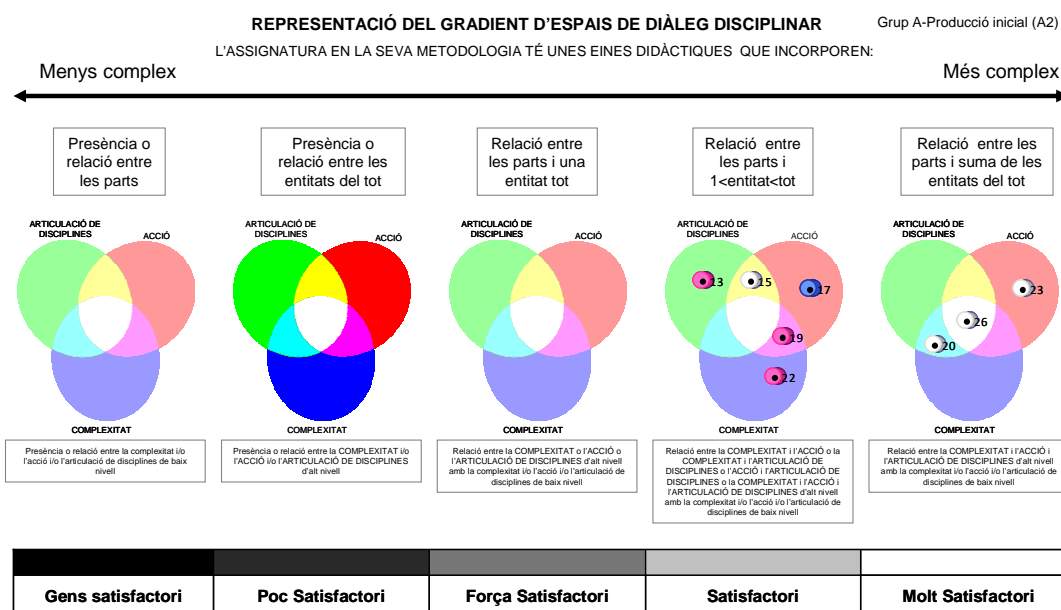 REPRESENTACIÓ DEL GRADIENT D'ESPAIS DE DIÀLEG DISCIPLINAR
Grup A-Producció inicial (A2)
L'ASSIGNATURA EN LA SEVA METODOLOGIA TÉ UNES EINES DIDÀCTIQUES QUE INCORPOREN:
Menys complex
Més complex
Presència o
relació entre
les parts
Presència o
relació entre les
entitats del tot
Relació entre
les parts i una
entitat tot
Relació entre
les parts i
1<entitat<tot
Relació entre les
parts i suma de les
entitats del tot
ARTICULACIÓ DE
DISCIPLINES
ACCIÓ
COMPLEXITAT
ARTICULACIÓ DE
DISCIPLINES
ACCIÓ
COMPLEXITAT
ARTICULACIÓ DE
DISCIPLINES
ACCIÓ
COMPLEXITAT
ARTICULACIÓ DE
DISCIPLINES
ACCIÓ
13
15
17
19
22
COMPLEXITAT
ARTICULACIÓ DE
DISCIPLINES
ACCIÓ
23
26
20
COMPLEXITAT
Presència o relació entre la complexitat i/o
l'acció i/o l'articulació de disciplines de baix
nivell
Presència o relació entre la COMPLEXITAT i/o
l'ACCIÓ i/o l'ARTICULACIÓ DE DISCIPLINES
d'alt nivell
Relació entre la COMPLEXITAT o l'ACCIÓ o
l'ARTICULACIÓ DE DISCIPLINES d'alt nivell
amb la complexitat i/o l'acció i/o l'articulació de
disciplines de baix nivell
Relació entre la COMPLEXITAT i l'ACCIÓ o la
COMPLEXITAT i l'ARTICULACIÓ DE
DISCIPLINES o l'ACCIÓ i l'ARTICULACIÓ DE
DISCIPLINES o la COMPLEXITAT i l'ACCIÓ i
l'ARTICULACIÓ DE DISCIPLINES d'alt nivell
amb la complexitat i/o l'acció i/o l'articulació de
disciplines de baix nivell
Relació entre la COMPLEXITAT i l'ACCIÓ i
l'ARTICULACIÓ DE DISCIPLINES d'alt nivell
amb la complexitat i/o l'acció i/o l'articulació de
disciplines de baix nivell
Gens satisfactori
Poc Satisfactori
Força Satisfactori
Satisfactori
Molt Satisfactori